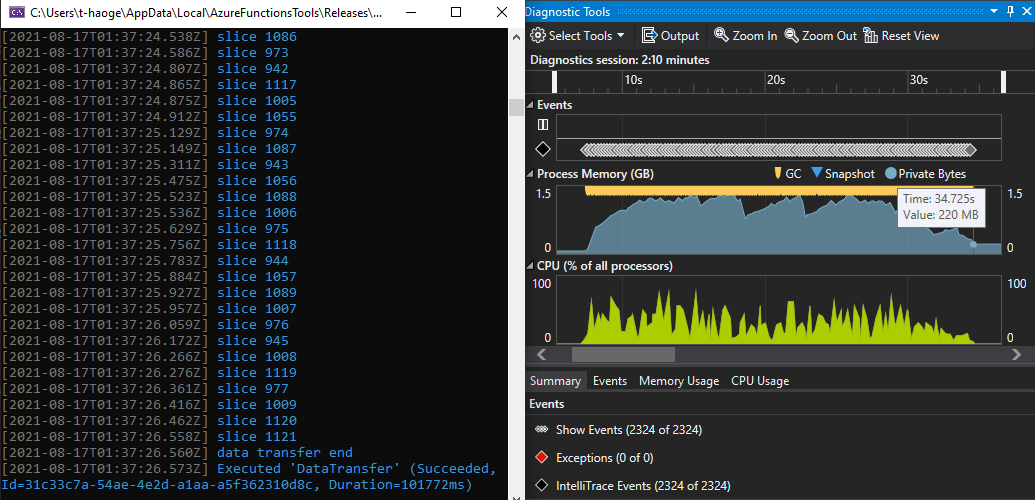 C:\Users\t-haoge\AppData\Local\AzureFunctionsTools\Releases\...
[2021-08-17T01:37:24.538Z] slice 1086
[2021-08-17T01:37:24.586Z] slice 973
[2021-08-17T01:37:24.807Z] slice 942
[2021-08-17T01:37:24.865Z] slice 1117
[2021-08-17T01:37:24.875Z] slice 1005
[2021-08-17T01:37:24.912Z] slice 1055
[2021-08-17T01:37:25.129Z] slice 974
[2021-08-17T01:37:25.149Z] slice 1087
[2021-08-17T01:37:25.311Z] slice 943
[2021-08-17T01:37:25.475Z] slice 1056
[2021-08-17T01:37:25.523Z] slice 1088
[2021-08-17T01:37:25.536Z] slice 1006
[2021-08-17T01:37:25.629Z] slice 975
[2021-08-17T01:37:25.756Z] slice 1118
[2021-08-17T01:37:25.783Z] slice 944
[2021-08-17T01:37:25.884Z] slice 1057
[2021-08-17T01:37:25.927Z] slice 1089
[2021-08-17T01:37:25.957Z] slice 1007
[2021-08-17T01:37:26.059Z] slice 976
[2021-08-17T01:37:26.172Z] slice 945
[2021-08-17T01:37:26.266Z] slice 1008
[2021-08-17T01:37:26.276Z] slice 1119
[2021-08-17T01:37:26.361Z] slice 977
[2021-08-17T01:37:26.416Z] slice 1009
[2021-08-17T01:37:26.462Z] slice 1120
[2021-08-17T01:37:26.558Z] slice 1121
[2021-08-17T01:37:26.560Z] data transfer end
[2021-08-17T01:37:26.573Z] Executed 'DataTransfer' (Succeeded,
Id=31c33c7a-54ae-4e2d-a1aa-a5f362310d8c, Duration=101772ms)
Diagnostic Tools
Select Tools Output Zoom In Zoom Out Reset View
Diagnostics session: 2:10 minutes
10s 20s 30s
Events
Process Memory (GB) GC Snapshot Private Bytes
1.5 1.5
Time: 34.725s
Value: 220 MB
0 0
CPU (% of all processors)
100 100
0 0
Summary Events Memory Usage CPU Usage
Events
Show Events (2324 of 2324)
Exceptions (0 of 0)
IntelliTrace Events (2324 of 2324)